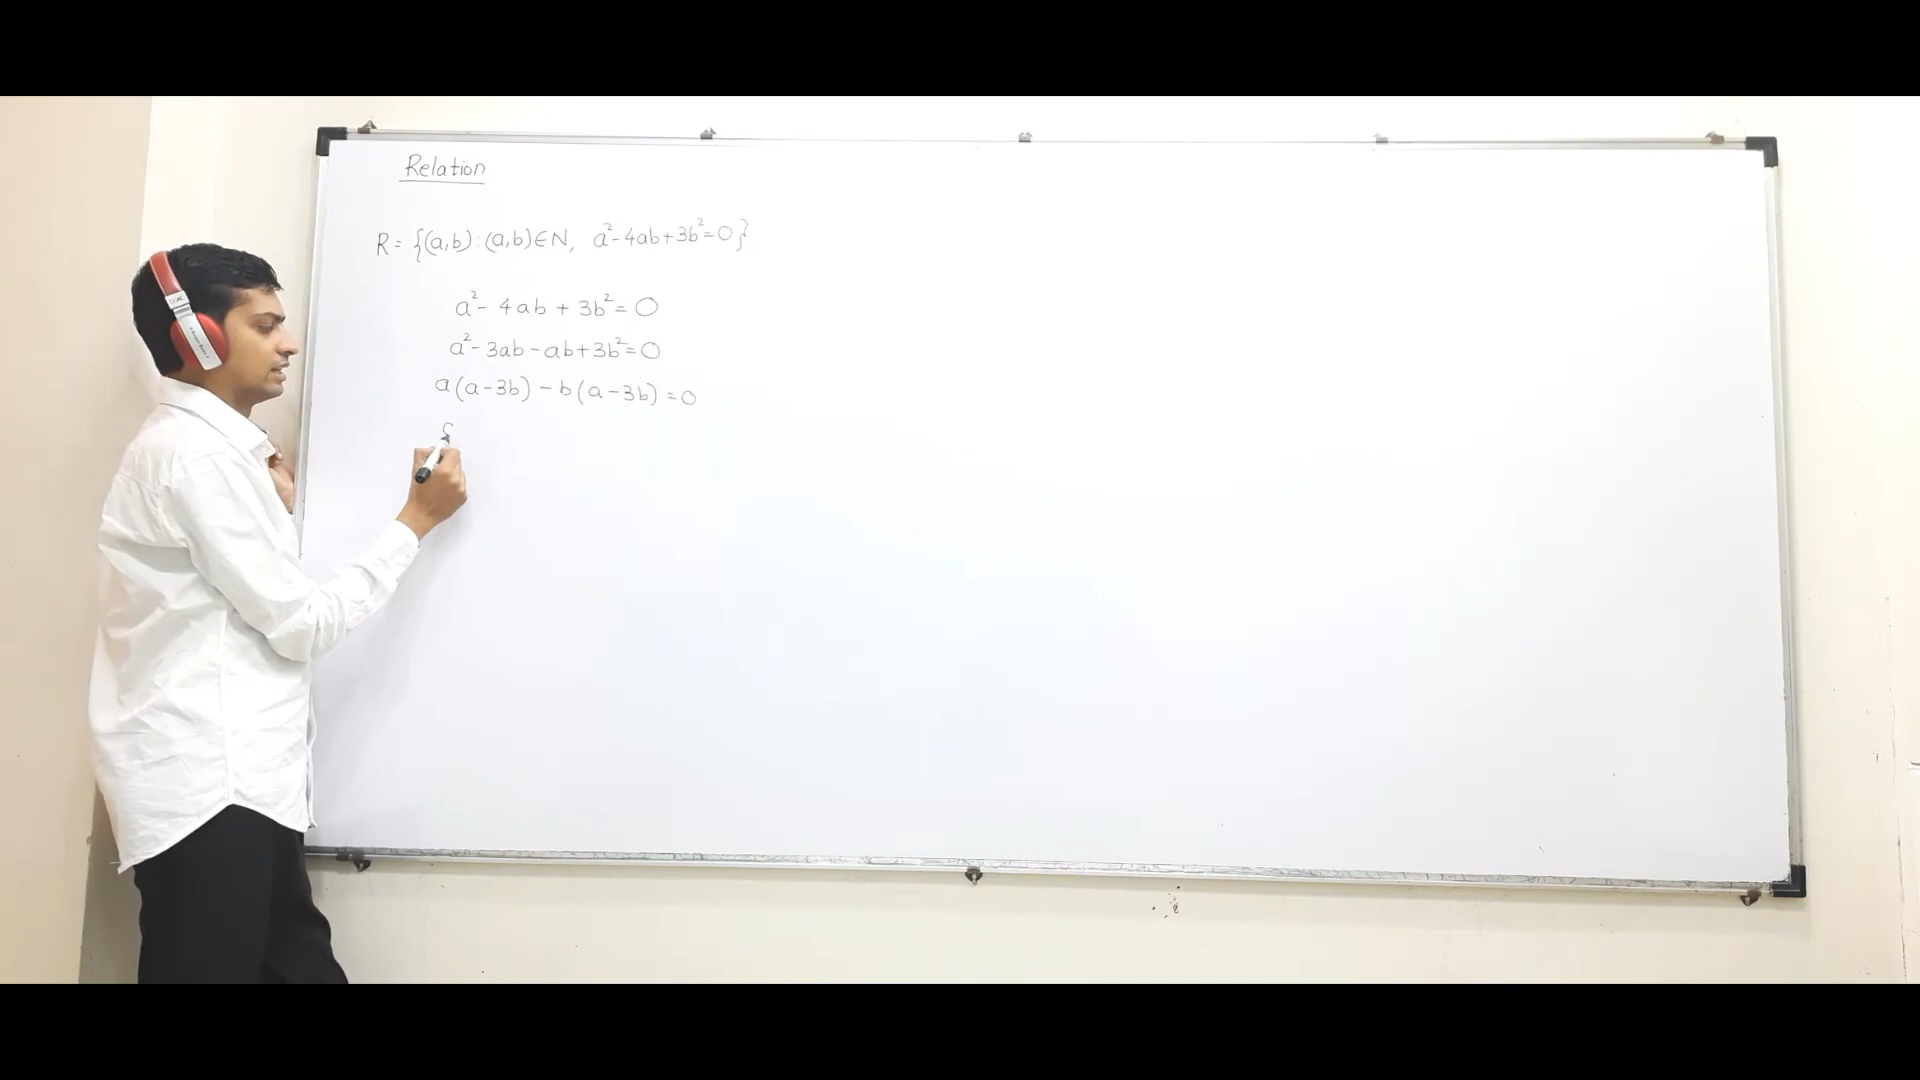 Relation
R = {(a,b) : (a,b) ∈ N, a²-4ab+3b²=0}
a² - 4ab + 3b² = 0
a² - 3ab - ab + 3b² = 0
a(a-3b) - b(a-3b) = 0